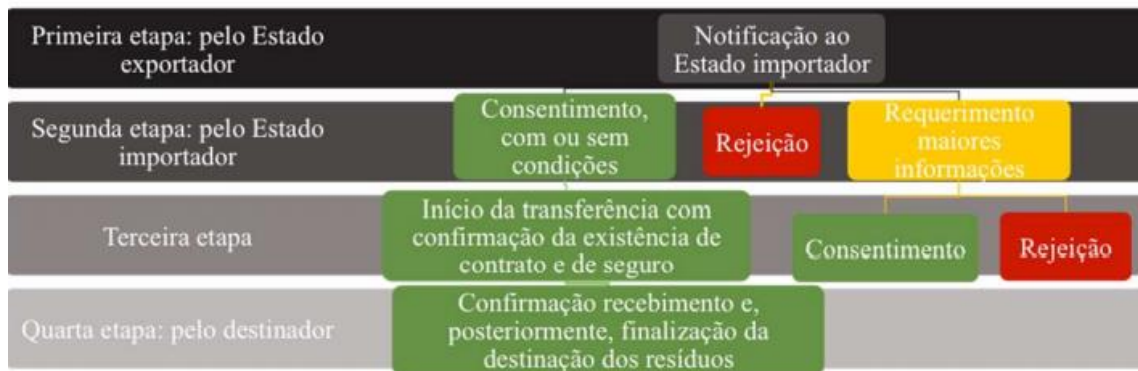 Primeira etapa: pelo Estado
exportador
Notificação ao
Estado importador
Segunda etapa: pelo Estado
importador
Consentimento,
com ou sem
condições
Rejeição
Requerimento
maiores
informações
Terceira etapa
Início da transferência com
confirmação da existência de
contrato e de seguro
Consentimento
Rejeição
Quarta etapa: pelo destinador
Confirmação recebimento e,
posteriormente, finalização da
destinação dos resíduos